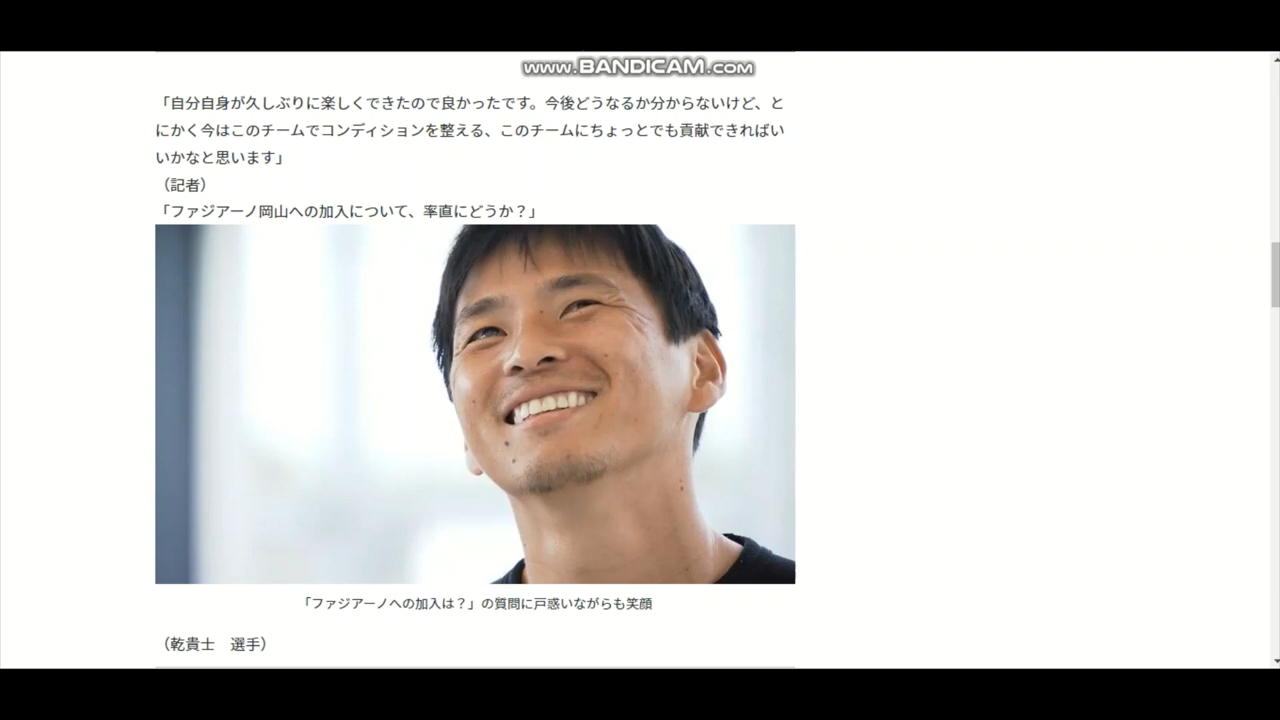 www.BANDICAM.com
「自分自身が久しぶりに楽しくできたので良かったです。今後どうなるか分からないけど、と
にかく今はこのチームでコンディションを整える、このチームにちょっとでも貢献できればい
いかなと思います」
（記者）
「ファジアーノ岡山への加入について、率直にどうか？」
「ファジアーノへの加入は？」の質問に戸惑いながらも笑顔
（乾貴士　選手）